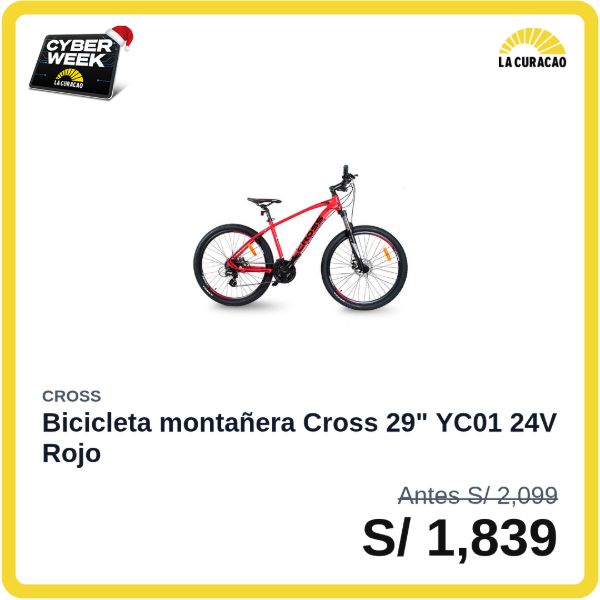 CYBER
WEEK
LA CURACAO
LA CURACAO
CROSS
CROSS
Bicicleta montañera Cross 29" YC01 24V
Rojo
Antes S/ 2,099
S/ 1,839